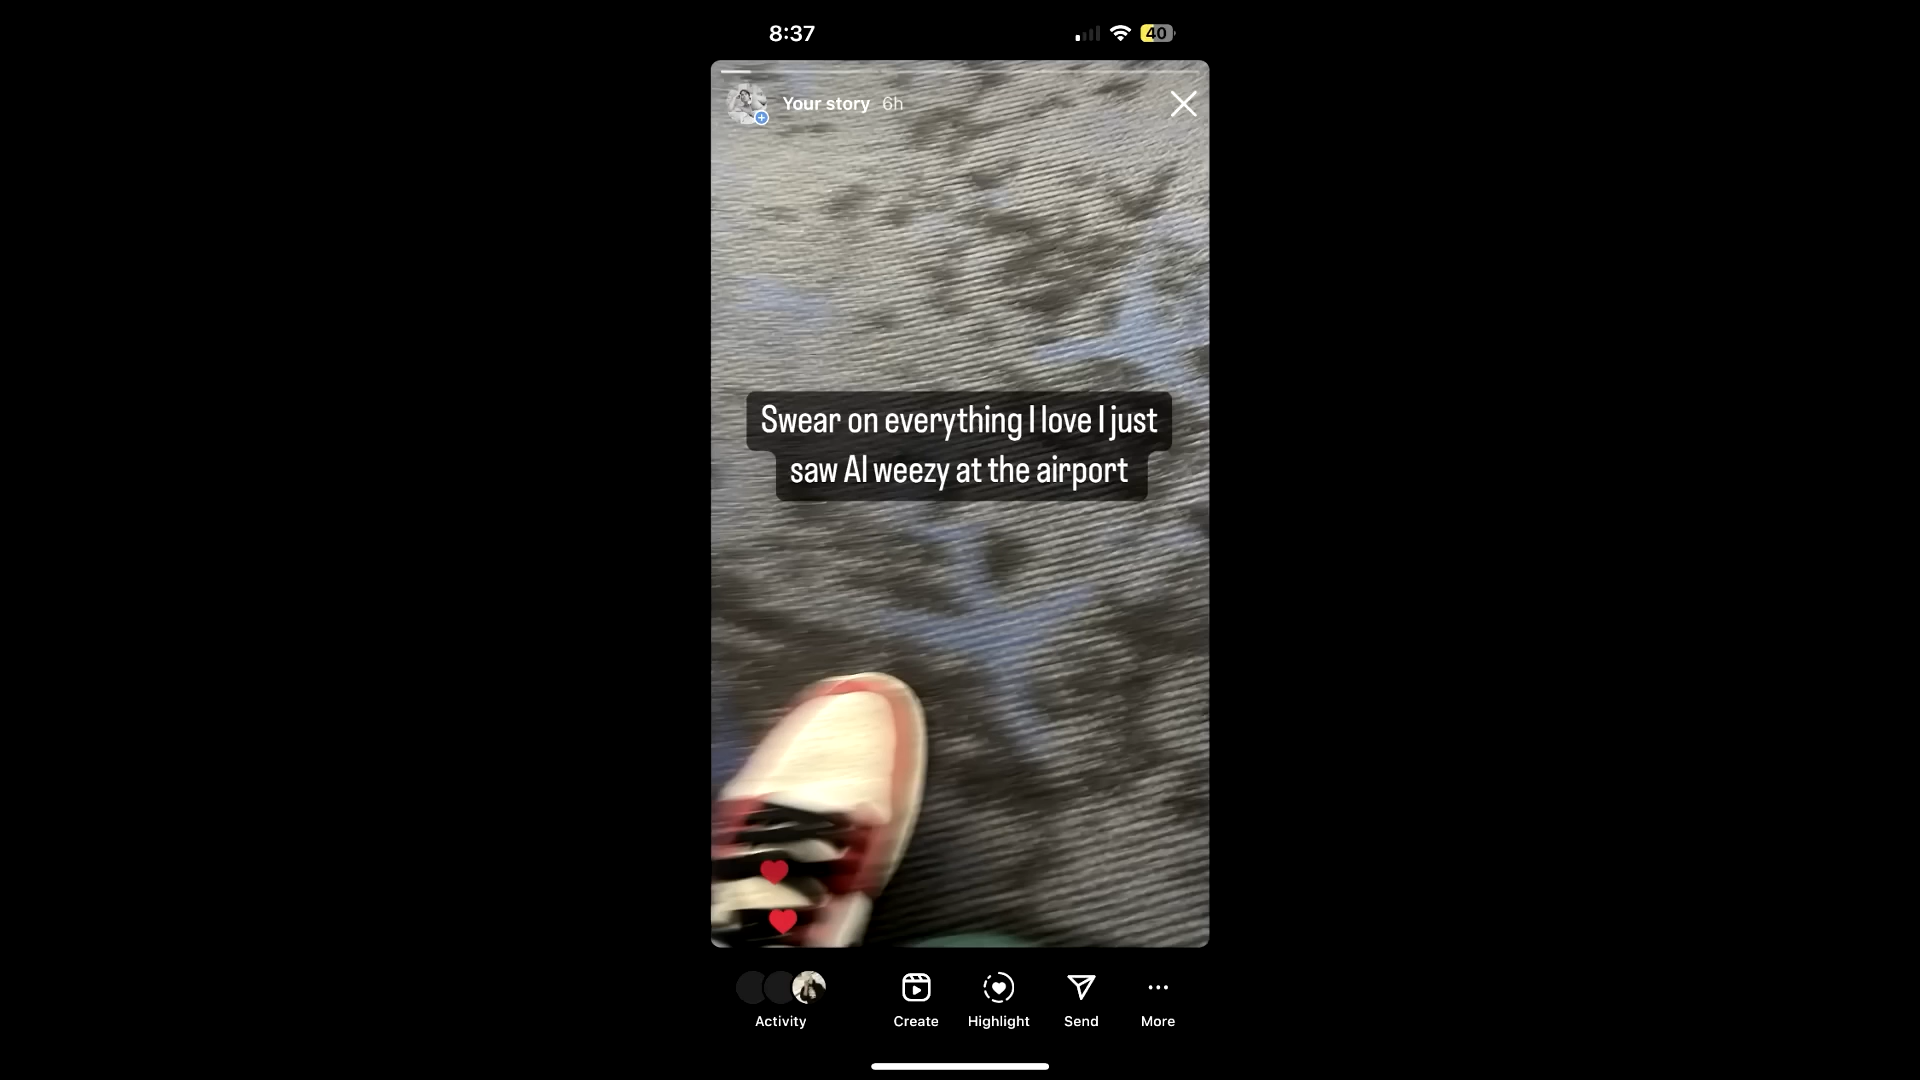 8:37
40
Your story 6h
Swear on everything I love I just
saw AI weezy at the airport
Activity
Create
Highlight
Send
More